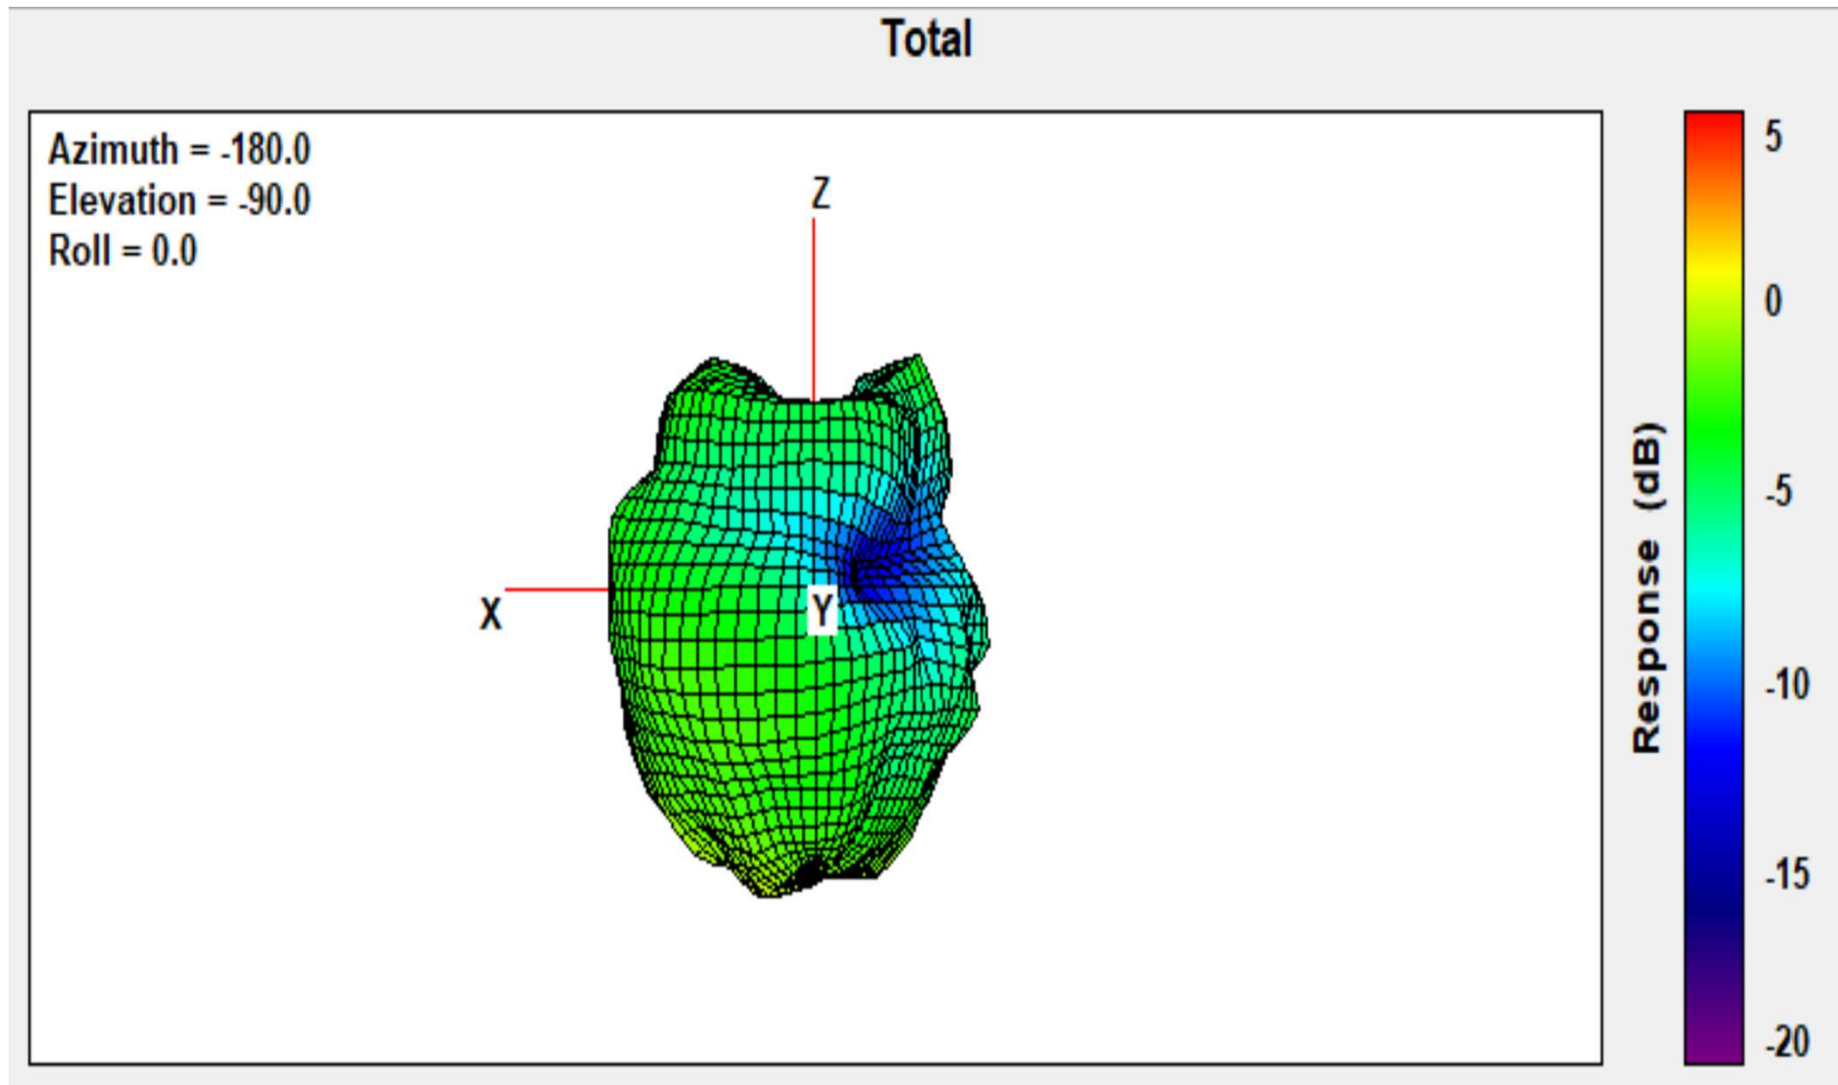 Total
Azimuth = -180.0
Elevation = -90.0
Roll = 0.0
Z
X
Y
Response (dB)
5
0
-5
-10
-15
-20